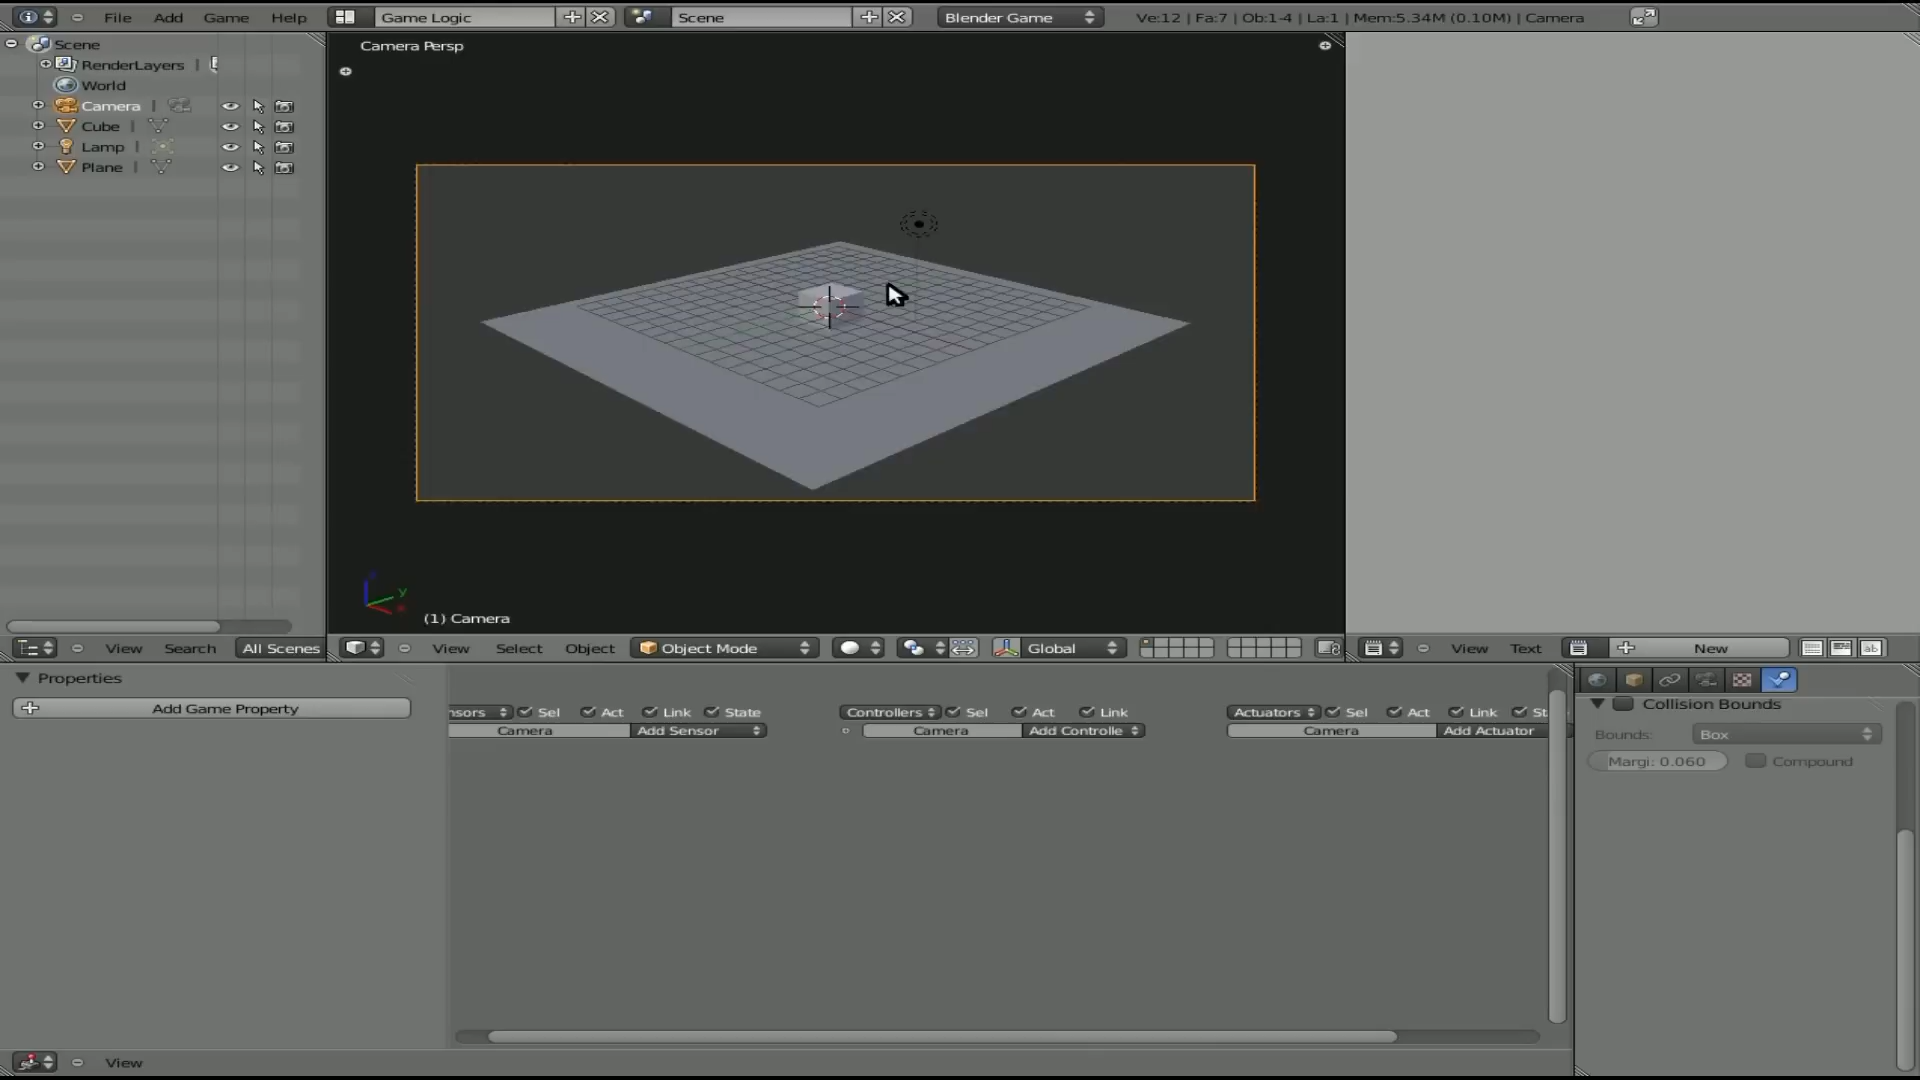 File Add Game Help Game Logic Scene Blender Game Ve:12 | Fa:7 | Ob:1-4 | La:1 | Mem:5.34M (0.10M) | Camera
Scene
RenderLayers |
World
Camera |
Cube |
Lamp |
Plane |
Camera Persp
y
(1) Camera
View Search All Scenes
View Select Object Object Mode Global
View Text New
Properties
Add Game Property
nsors Sel Act Link State Controllers Sel Act Link Actuators Sel Act Link St
Camera Add Sensor Camera Add Controlle Camera Add Actuator
Collision Bounds
Bounds: Box
Margi: 0.060 Compound
View